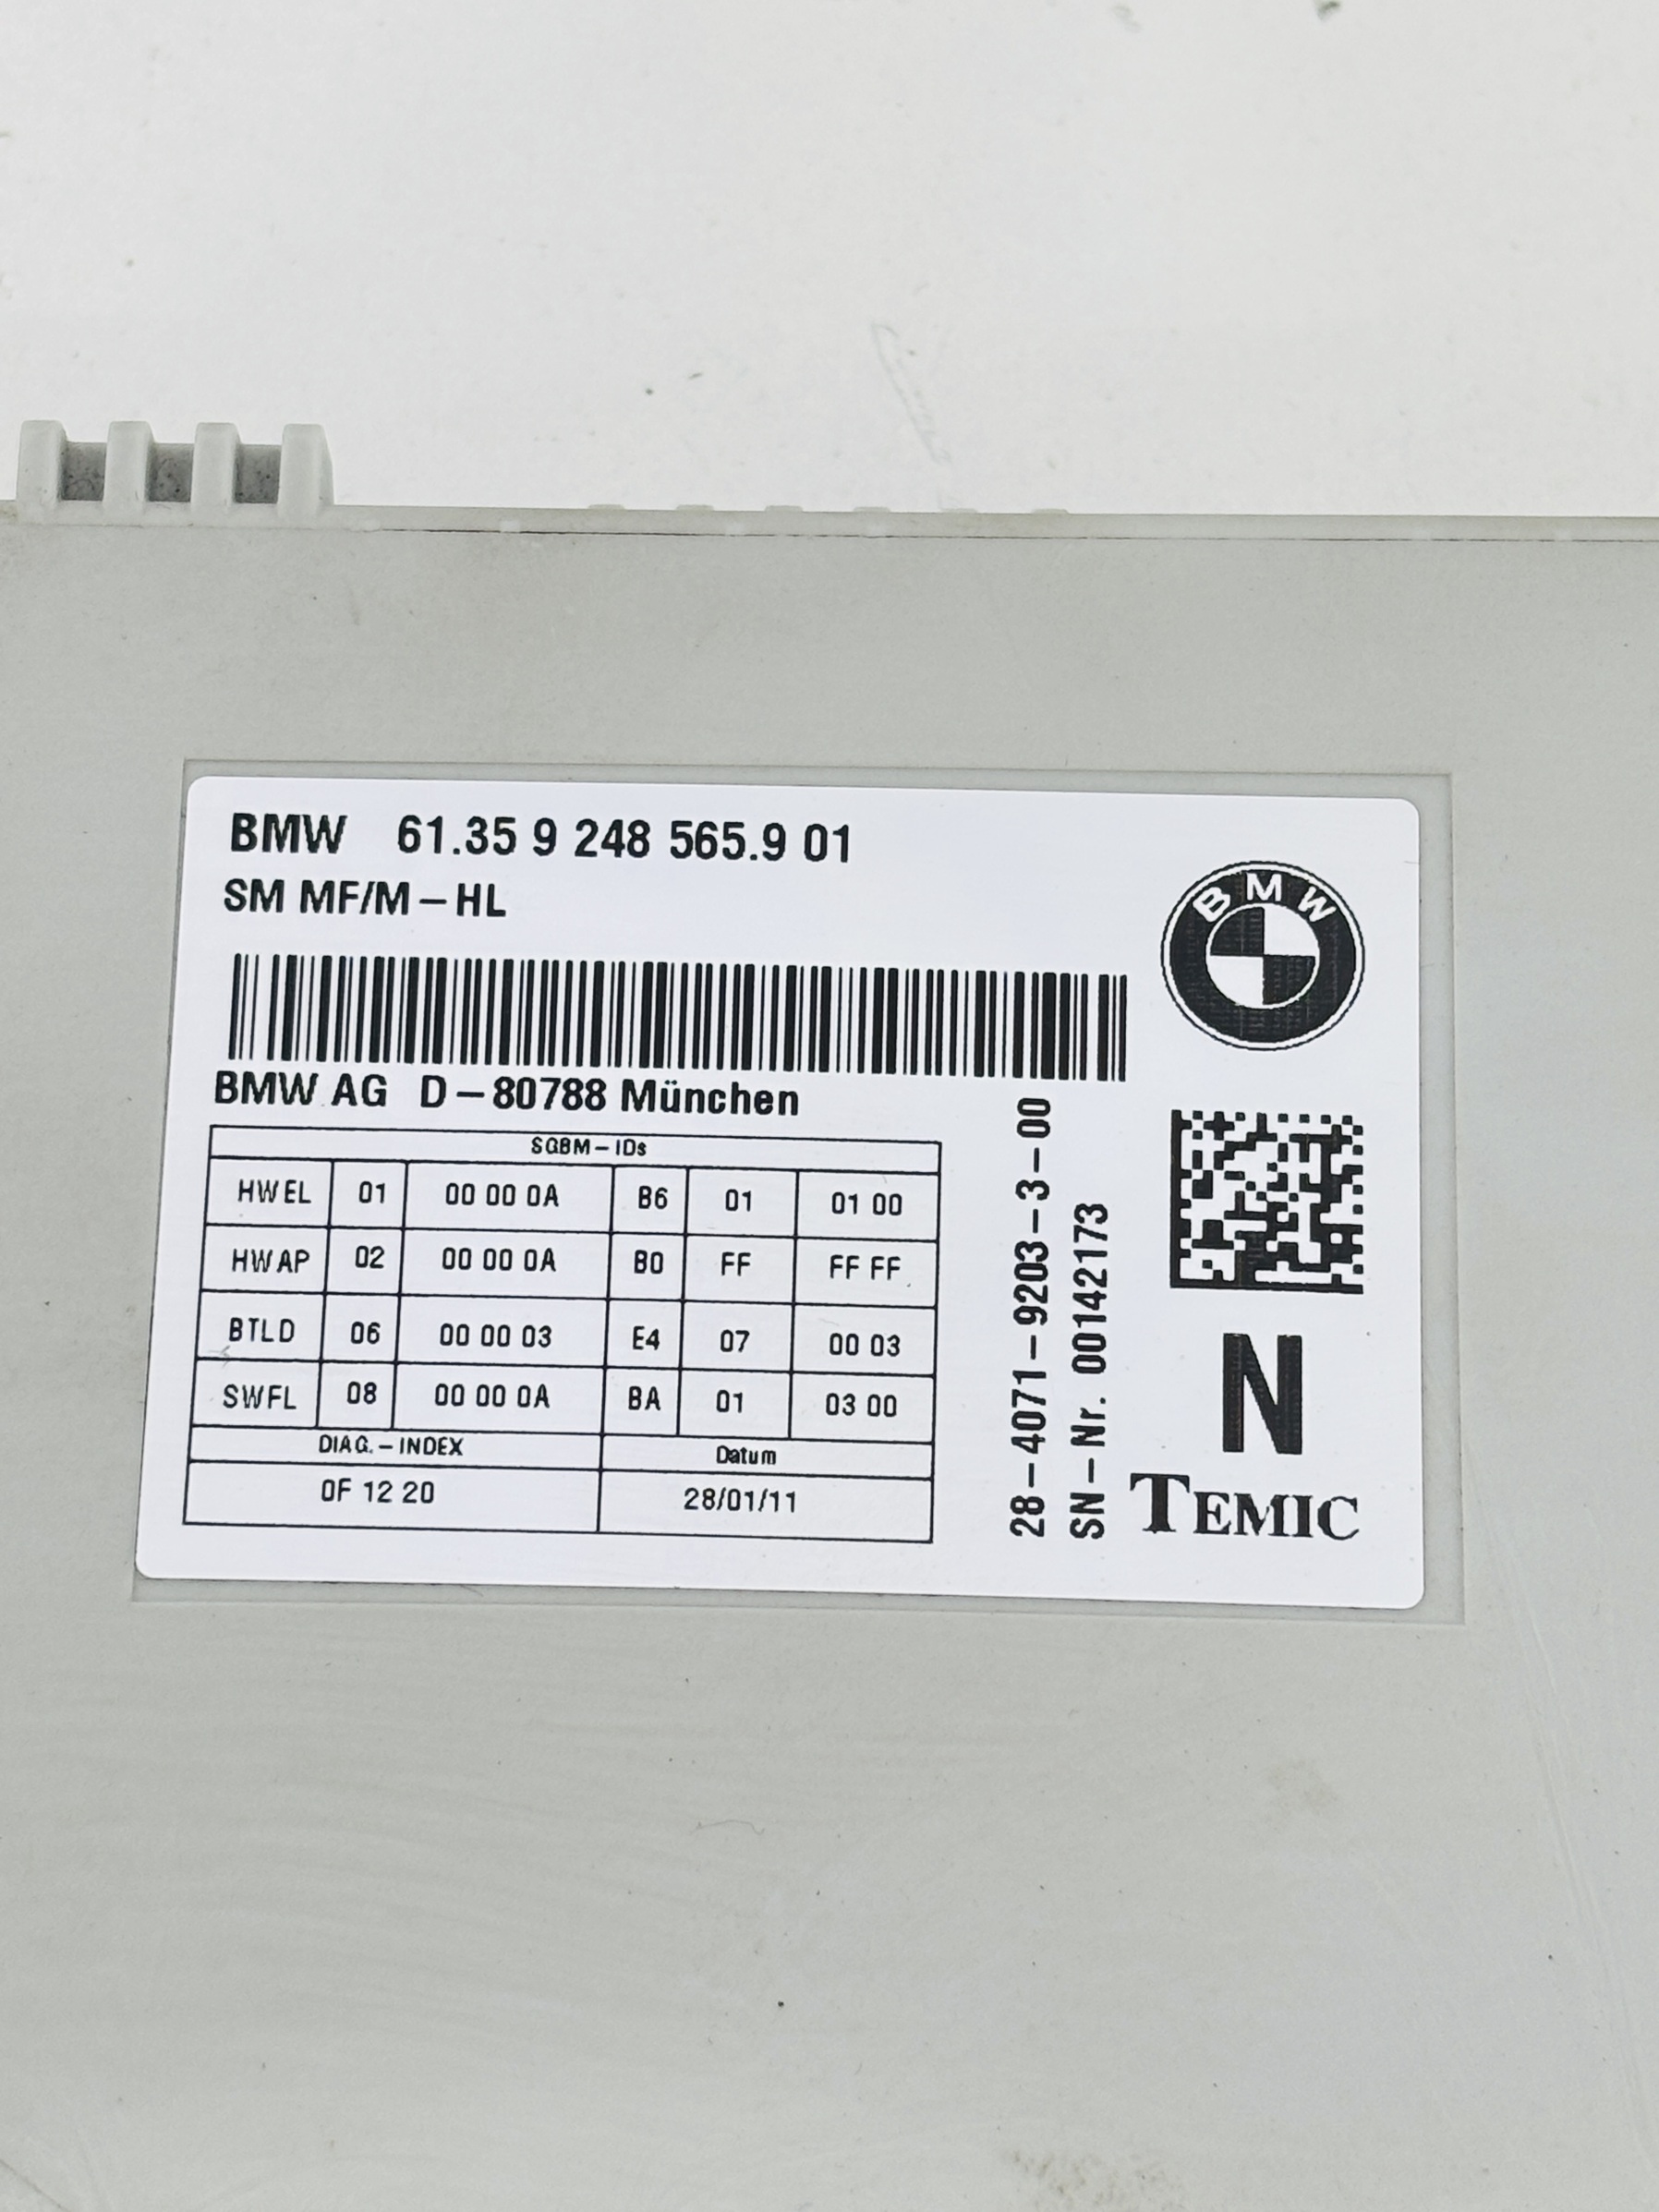 BMW 61.35 9 248 565.9 01
SM MF/M-HL
BMW
BMW AG D-80788 München
SGBM-IDs
HWEL 01 00 00 0A B6 01 01 00
HWAP 02 00 00 0A B0 FF FF FF
BTLD 06 00 00 03 E4 07 00 03
SWFL 08 00 00 0A BA 01 03 00
DIAG.-INDEX Datum
0F 12 20 28/01/11
28-4071-9203-3-00
SN-Nr. 00142173
N
TEMIC